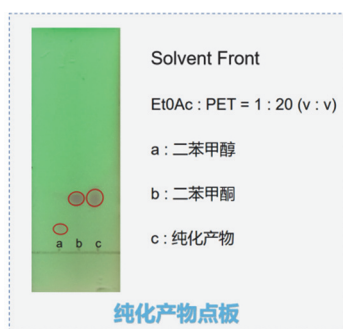 Solvent Front
Et0Ac : PET = 1 : 20 (v : v)
a : 二苯甲醇
b : 二苯甲酮
c : 纯化产物
a b c
纯化产物点板